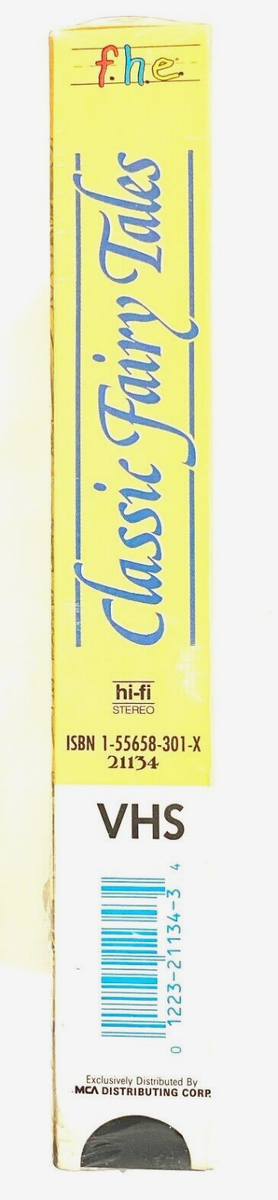 f.h.e.
Classic Fairy Tales
hi-fi
STEREO
ISBN 1-55658-301-X
21134
VHS
0 1223-21134-3 4
Exclusively Distributed By
MCA DISTRIBUTING CORP.